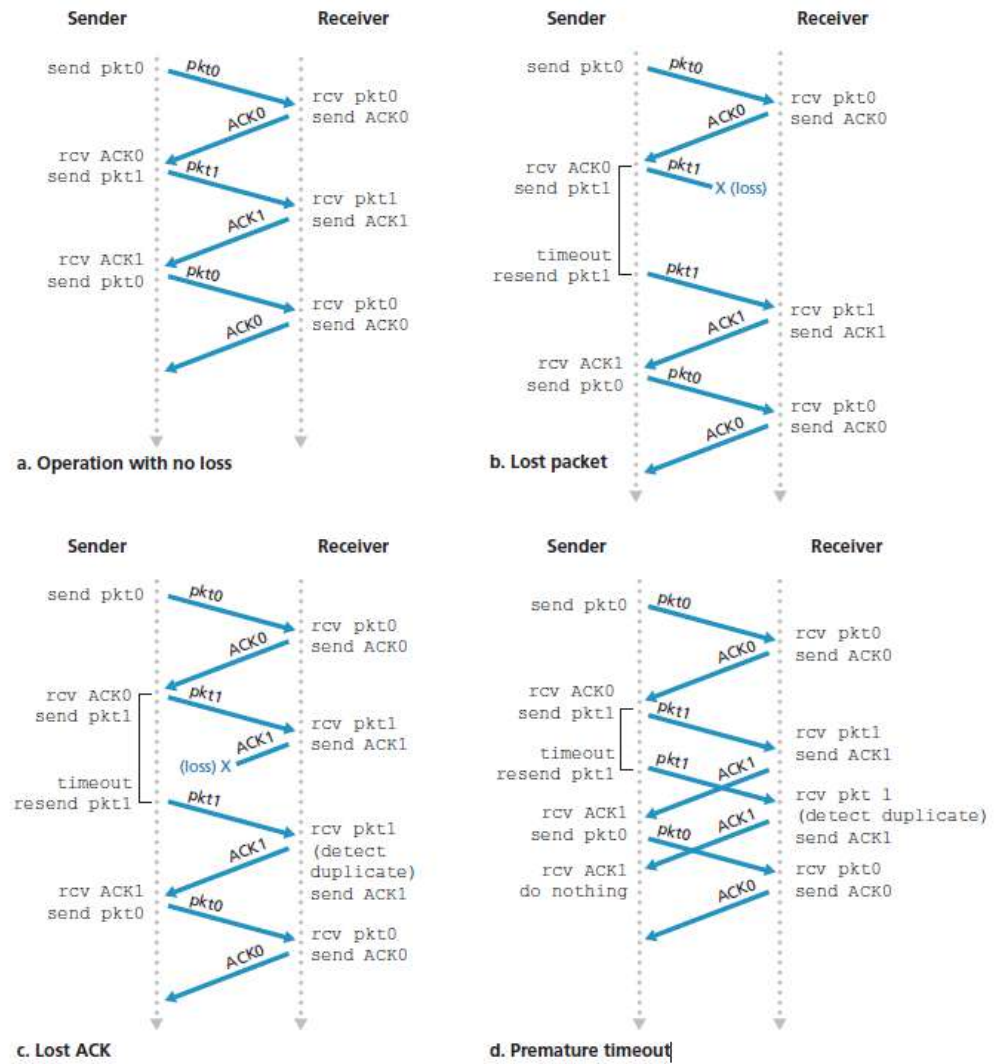 Sender
Receiver
send pkt0
pkt0
rcv pkt0
send ACK0
ACK0
rcv ACK0
send pkt1
pkt1
rcv pkt1
send ACK1
ACK1
rcv ACK1
send pkt0
pkt0
rcv pkt0
send ACK0
ACK0
a. Operation with no loss
Sender
Receiver
send pkt0
pkt0
rcv pkt0
send ACK0
ACK0
rcv ACK0
send pkt1
pkt1
X (loss)
timeout
resend pkt1
pkt1
rcv pkt1
send ACK1
ACK1
rcv ACK1
send pkt0
pkt0
rcv pkt0
send ACK0
ACK0
b. Lost packet
Sender
Receiver
send pkt0
pkt0
rcv pkt0
send ACK0
ACK0
rcv ACK0
send pkt1
pkt1
rcv pkt1
send ACK1
ACK1
(loss) X
timeout
resend pkt1
pkt1
rcv pkt1
(detect
duplicate)
send ACK1
ACK1
rcv ACK1
send pkt0
pkt0
rcv pkt0
send ACK0
ACK0
c. Lost ACK
Sender
Receiver
send pkt0
pkt0
rcv pkt0
send ACK0
ACK0
rcv ACK0
send pkt1
pkt1
rcv pkt1
send ACK1
ACK1
timeout
resend pkt1
pkt1
rcv pkt 1
(detect duplicate)
send ACK1
ACK1
rcv ACK1
send pkt0
pkt0
rcv ACK1
do nothing
rcv pkt0
send ACK0
ACK0
d. Premature timeout